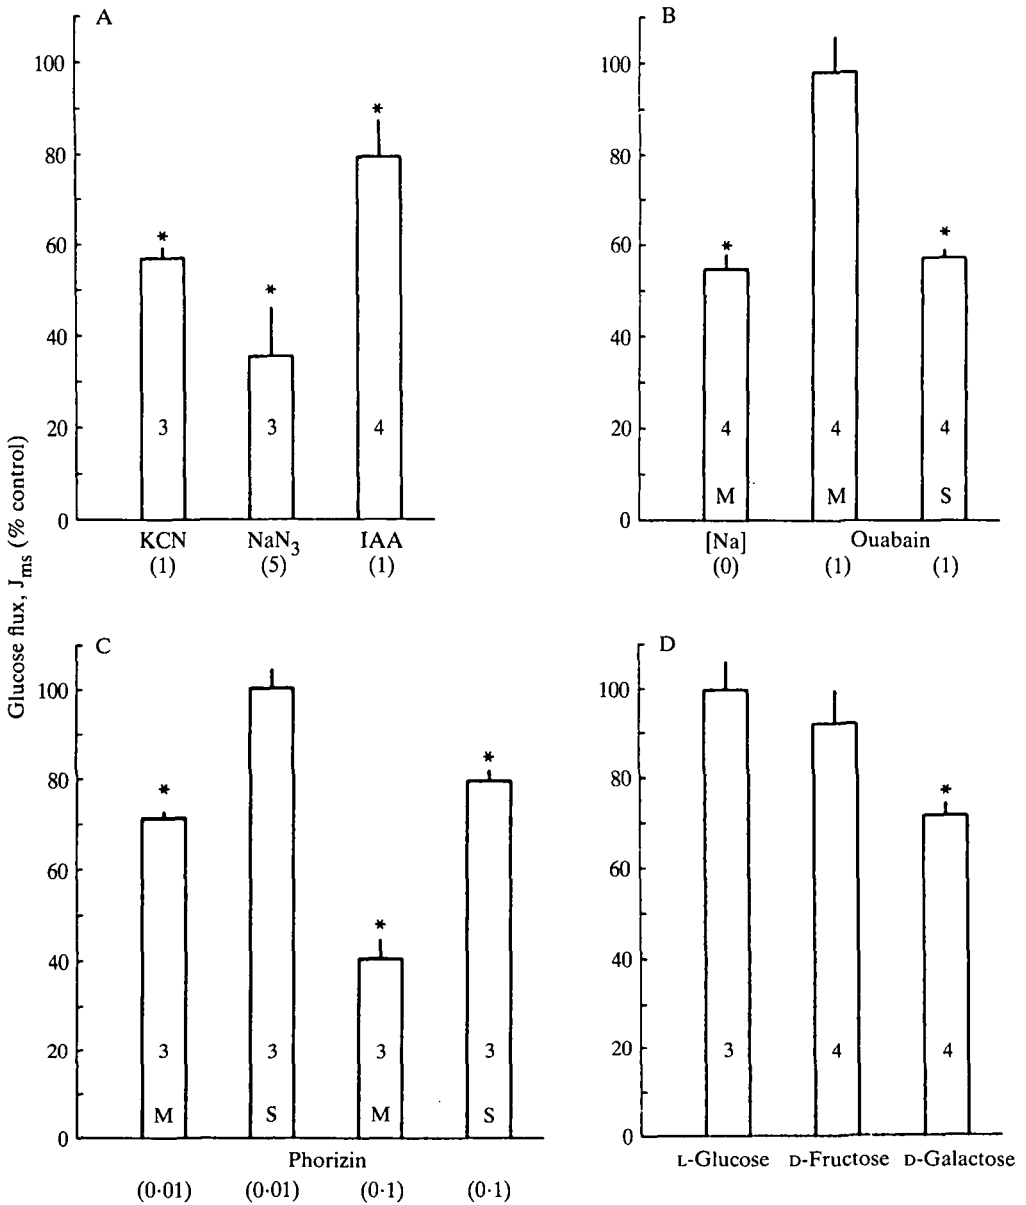 Glucose flux, J_ms (% control)
A
100
80
60
40
20
0
*
*
*
3
3
4
KCN
NaN3
IAA
(1)
(5)
(1)
B
100
80
60
40
20
0
*
*
4
4
4
M
M
S
[Na]
Ouabain
(0)
(1)
(1)
C
100
80
60
40
20
0
*
*
*
3
3
3
3
M
S
M
S
Phorizin
(0·01)
(0·01)
(0·1)
(0·1)
D
100
80
60
40
20
0
*
3
4
4
L-Glucose
D-Fructose
D-Galactose